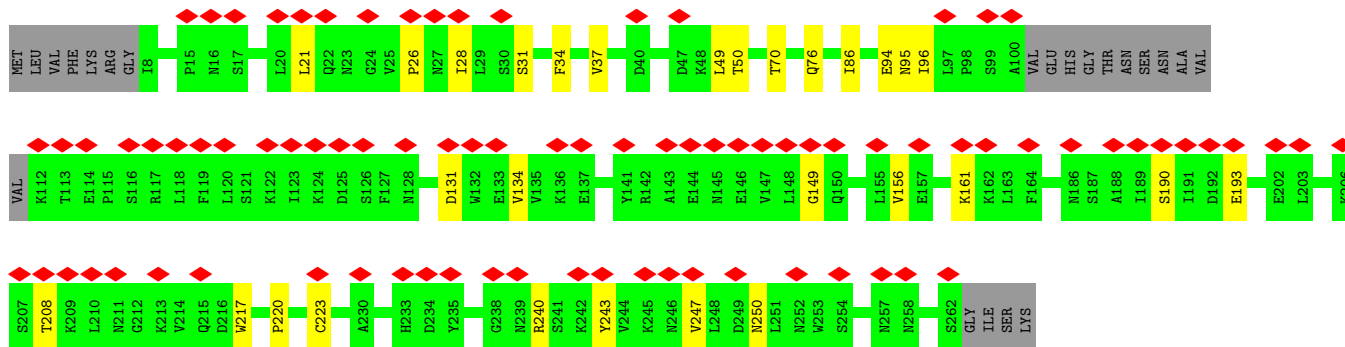 MET LEU VAL PHE LYS ARG GLY I8 P15 N16 S17 L20 L21 Q22 N23 G24 V25 P26 N27 I28 L29 S30 S31 F34 V37 D40 D47 K48 L49 T50 T70 Q76 I86 E94 N95 I96 L97 P98 S99 A100 VAL GLU HIS GLY THR ASN SER ASN ALA VAL
VAL K112 T113 E114 P115 S116 R117 L118 F119 L120 S121 K122 I123 K124 D125 S126 F127 N128 D131 W132 E133 V134 V135 K136 E137 Y141 R142 A143 E144 N145 E146 V147 L148 G149 Q150 L155 V156 E157 K161 K162 L163 F164 N186 S187 A188 I189 S190 I191 D192 E193 E202 L203 K206
S207 T208 K209 L210 N211 G212 K213 V214 Q215 D216 W217 P220 C223 A230 H233 D234 Y235 G238 N239 R240 S241 K242 Y243 V244 K245 N246 V247 L248 D249 N250 L251 N252 W253 S254 N257 N258 S262 GLY ILE SER LYS